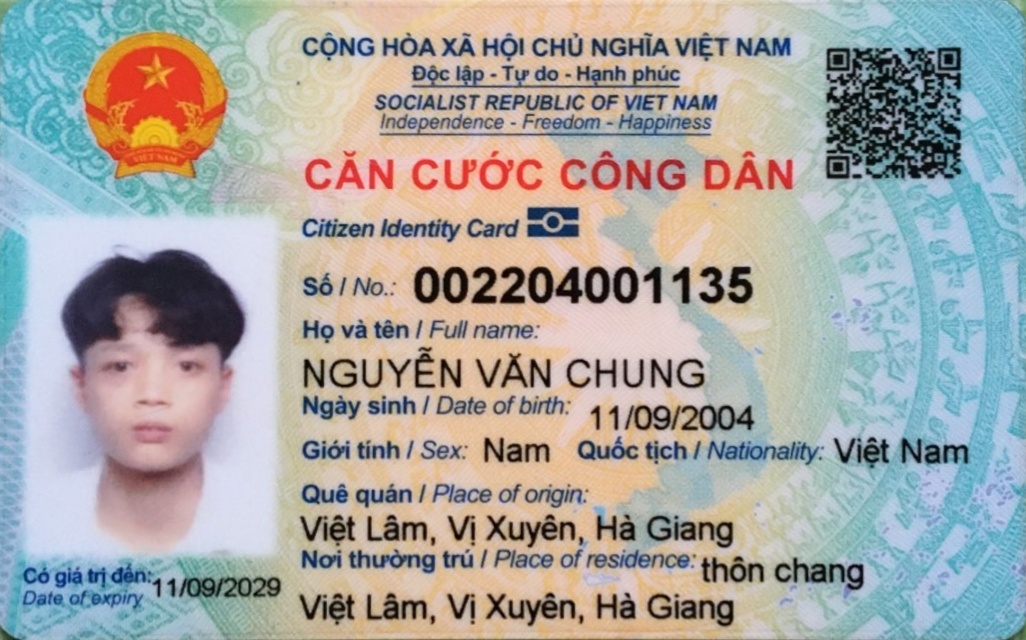 CỘNG HÒA XÃ HỘI CHỦ NGHĨA VIỆT NAM
Độc lập - Tự do - Hạnh phúc
SOCIALIST REPUBLIC OF VIET NAM
Independence - Freedom - Happiness
CĂN CƯỚC CÔNG DÂN
Citizen Identity Card
VIET NAM
Số / No.: 002204001135
Họ và tên / Full name:
NGUYỄN VĂN CHUNG
Ngày sinh / Date of birth: 11/09/2004
Giới tính / Sex: Nam Quốc tịch / Nationality: Việt Nam
Quê quán / Place of origin:
Việt Lâm, Vị Xuyên, Hà Giang
Nơi thường trú / Place of residence: thôn chang
Việt Lâm, Vị Xuyên, Hà Giang
Có giá trị đến: 11/09/2029
Date of expiry